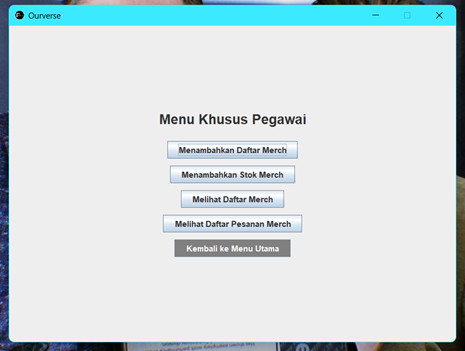 Ourverse
Menu Khusus Pegawai
Menambahkan Daftar Merch
Menambahkan Stok Merch
Melihat Daftar Merch
Melihat Daftar Pesanan Merch
Kembali ke Menu Utama